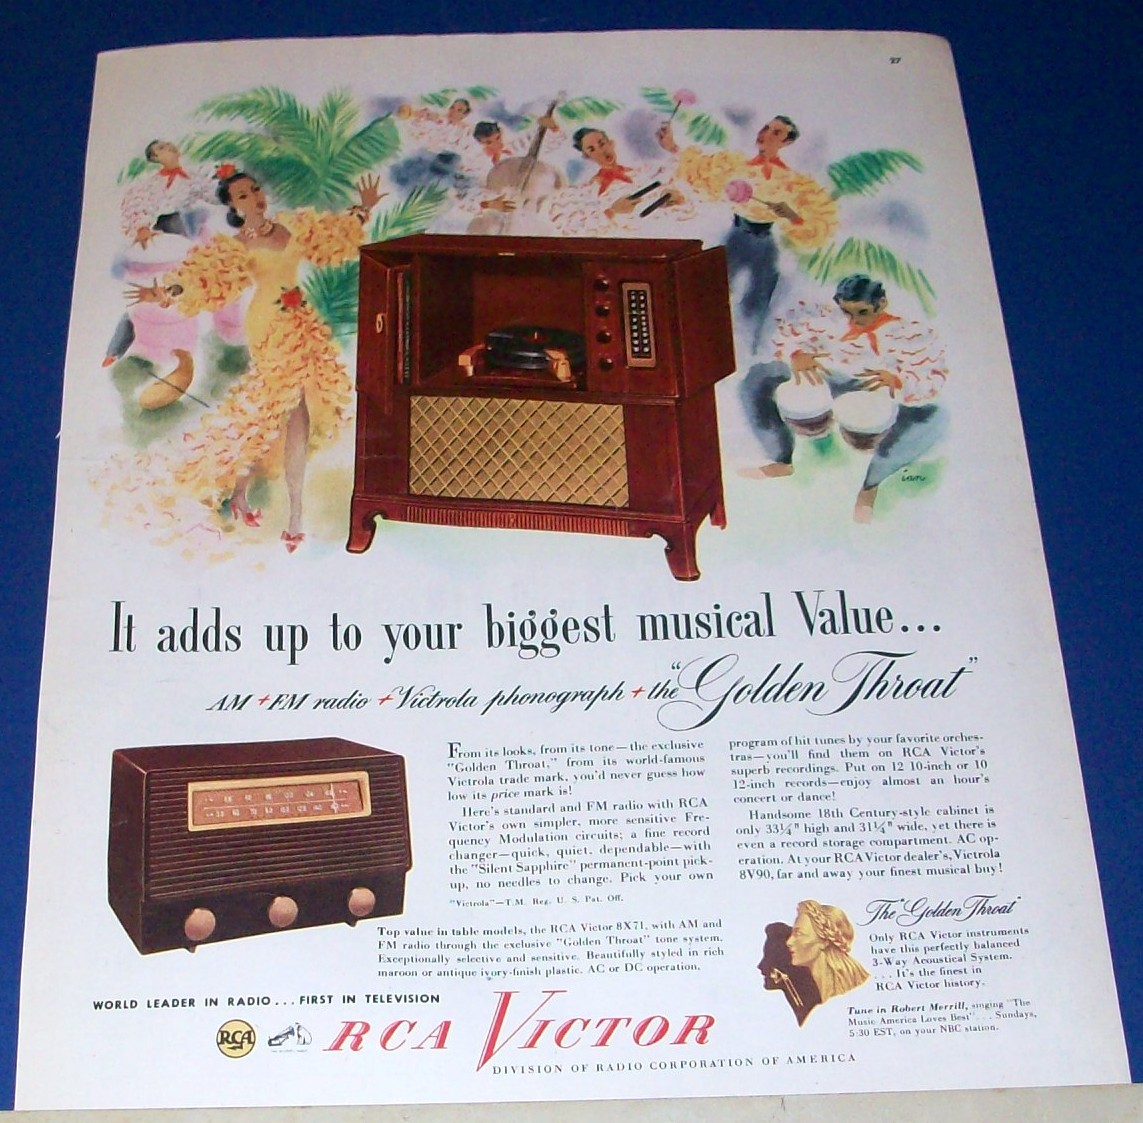 27
ian
It adds up to your biggest musical Value...
AM + FM radio + Victrola phonograph + the "Golden Throat"
From its looks, from its tone—the exclusive
"Golden Throat," from its world-famous
Victrola trade mark, you'd never guess how
low its price mark is!
Here's standard and FM radio with RCA
Victor's own simpler, more sensitive Fre-
quency Modulation circuits; a fine record
changer—quick, quiet, dependable—with
the "Silent Sapphire" permanent-point pick-
up, no needles to change. Pick your own
"Victrola"—T.M. Reg. U. S. Pat. Off.
program of hit tunes by your favorite orches-
tras—you'll find them on RCA Victor's
superb recordings. Put on 12 10-inch or 10
12-inch records—enjoy almost an hour's
concert or dance!
Handsome 18th Century-style cabinet is
only 33¼" high and 31¼" wide, yet there is
even a record storage compartment. AC op-
eration. At your RCA Victor dealer's, Victrola
8V90, far and away your finest musical buy!
Top value in table models, the RCA Victor 8X71, with AM and
FM radio through the exclusive "Golden Throat" tone system.
Exceptionally selective and sensitive. Beautifully styled in rich
maroon or antique ivory-finish plastic. AC or DC operation.
The "Golden Throat"
Only RCA Victor instruments
have this perfectly balanced
3-Way Acoustical System.
. . . It's the finest in
RCA Victor history.
Tune in Robert Merrill, singing "The
Music America Loves Best" . . . Sundays,
5:30 EST, on your NBC station.
WORLD LEADER IN RADIO . . . FIRST IN TELEVISION
RCA
RCA VICTOR
DIVISION OF RADIO CORPORATION OF AMERICA